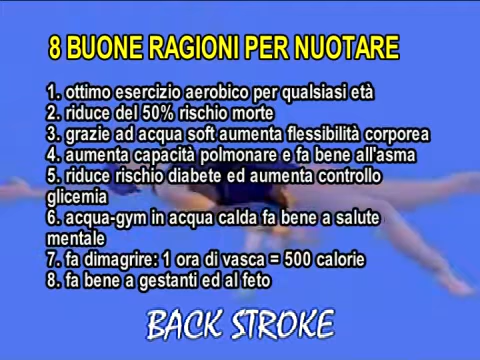 8 BUONE RAGIONI PER NUOTARE
1. ottimo esercizio aerobico per qualsiasi età
2. riduce del 50% rischio morte
3. grazie ad acqua soft aumenta flessibilità corporea
4. aumenta capacità polmonare e fa bene all'asma
5. riduce rischio diabete ed aumenta controllo
glicemia
6. acqua-gym in acqua calda fa bene a salute
mentale
7. fa dimagrire: 1 ora di vasca = 500 calorie
8. fa bene a gestanti ed al feto
BACK STROKE